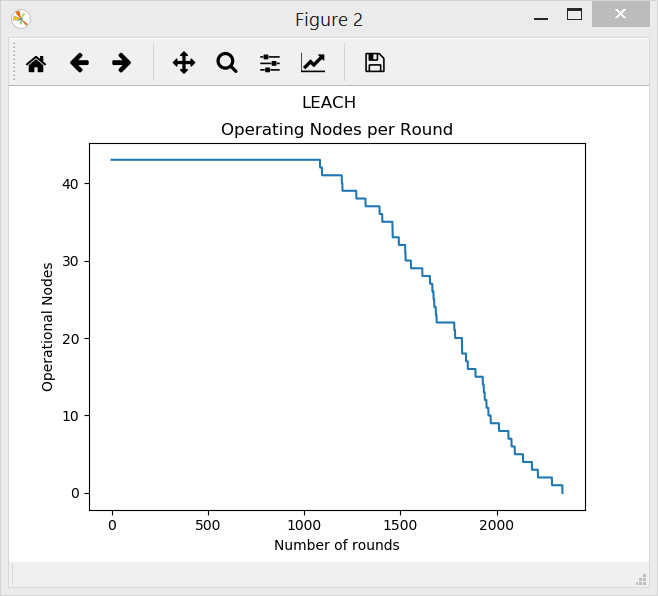 Figure 2
LEACH
Operating Nodes per Round
40
30
20
10
0
Operational Nodes
0 500 1000 1500 2000
Number of rounds